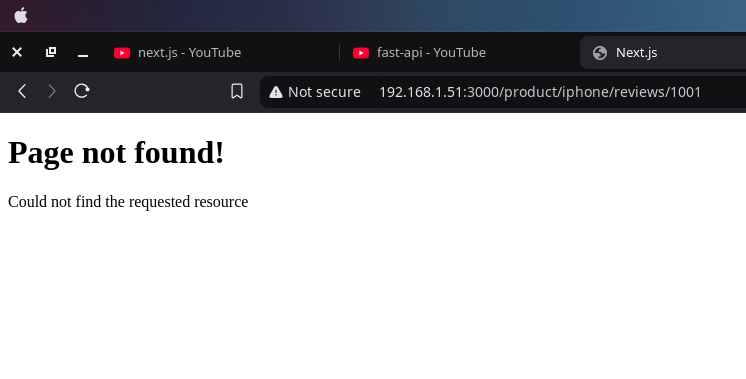 next.js - YouTube
fast-api - YouTube
Next.js
Not secure 192.168.1.51:3000/product/iphone/reviews/1001
Page not found!
Could not find the requested resource